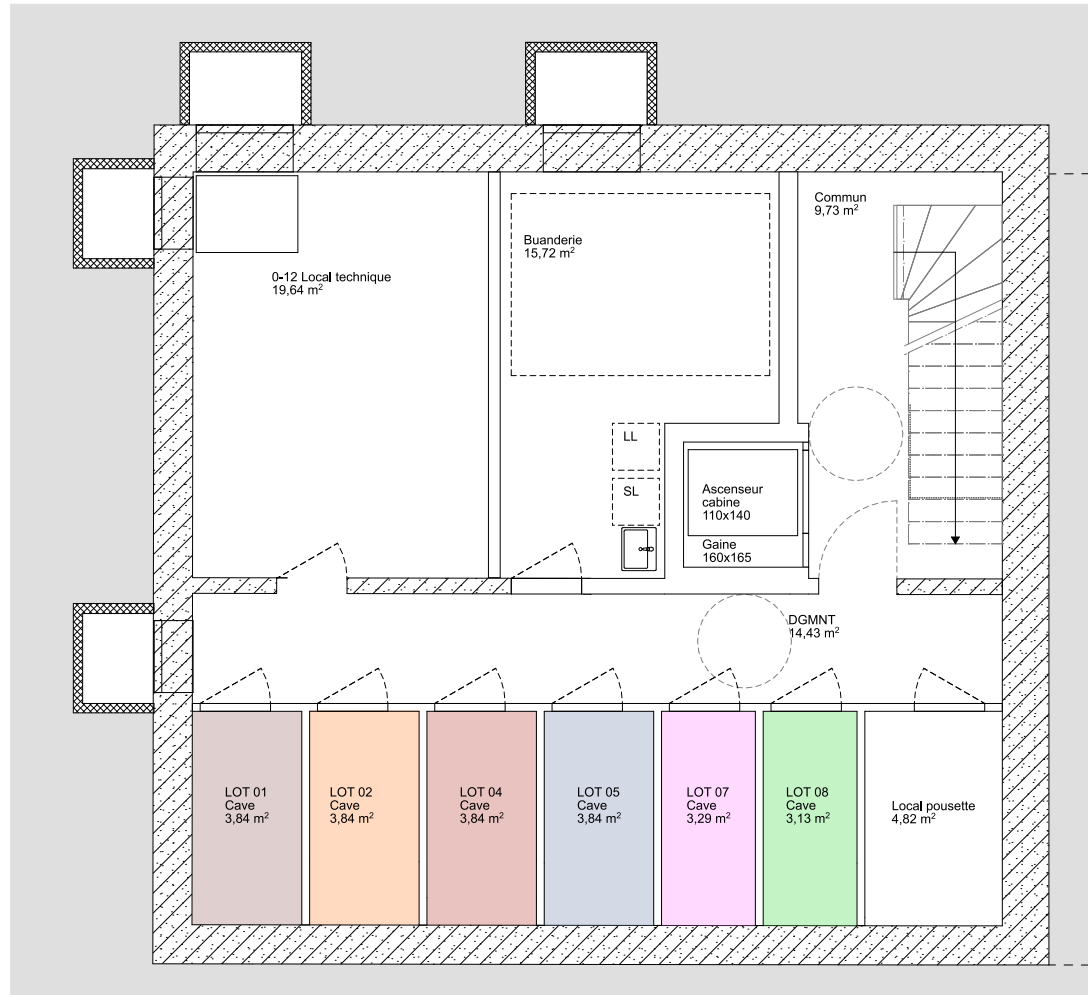 Commun
9,73 m²
Buanderie
15,72 m²
0-12 Local technique
19,64 m²
LL
SL
Ascenseur
cabine
110x140
Gaine
160x165
DGMNT
14,43 m²
LOT 01
Cave
3,84 m²
LOT 02
Cave
3,84 m²
LOT 04
Cave
3,84 m²
LOT 05
Cave
3,84 m²
LOT 07
Cave
3,29 m²
LOT 08
Cave
3,13 m²
Local pousette
4,82 m²